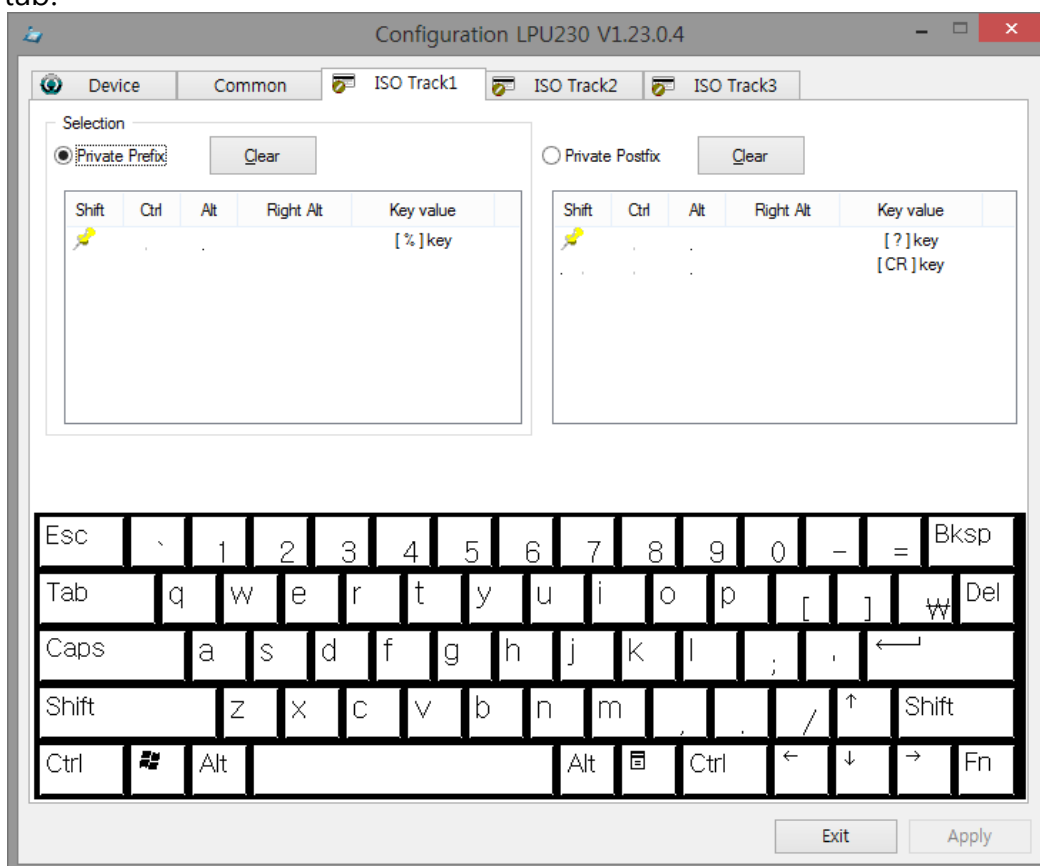 tab.
Configuration LPU230 V1.23.0.4
Device Common ISO Track1 ISO Track2 ISO Track3
Selection
Private Prefix Clear Private Postfix Clear
Shift Ctrl Alt Right Alt Key value Shift Ctrl Alt Right Alt Key value
[ % ] key [ ? ] key
[ CR ] key
Esc ` 1 2 3 4 5 6 7 8 9 0 - = Bksp
Tab q w e r t y u i o p [ ] ₩ Del
Caps a s d f g h j k l ; '
Shift z x c v b n m , . / ↑ Shift
Ctrl Alt Alt Ctrl ← ↓ → Fn
Exit Apply